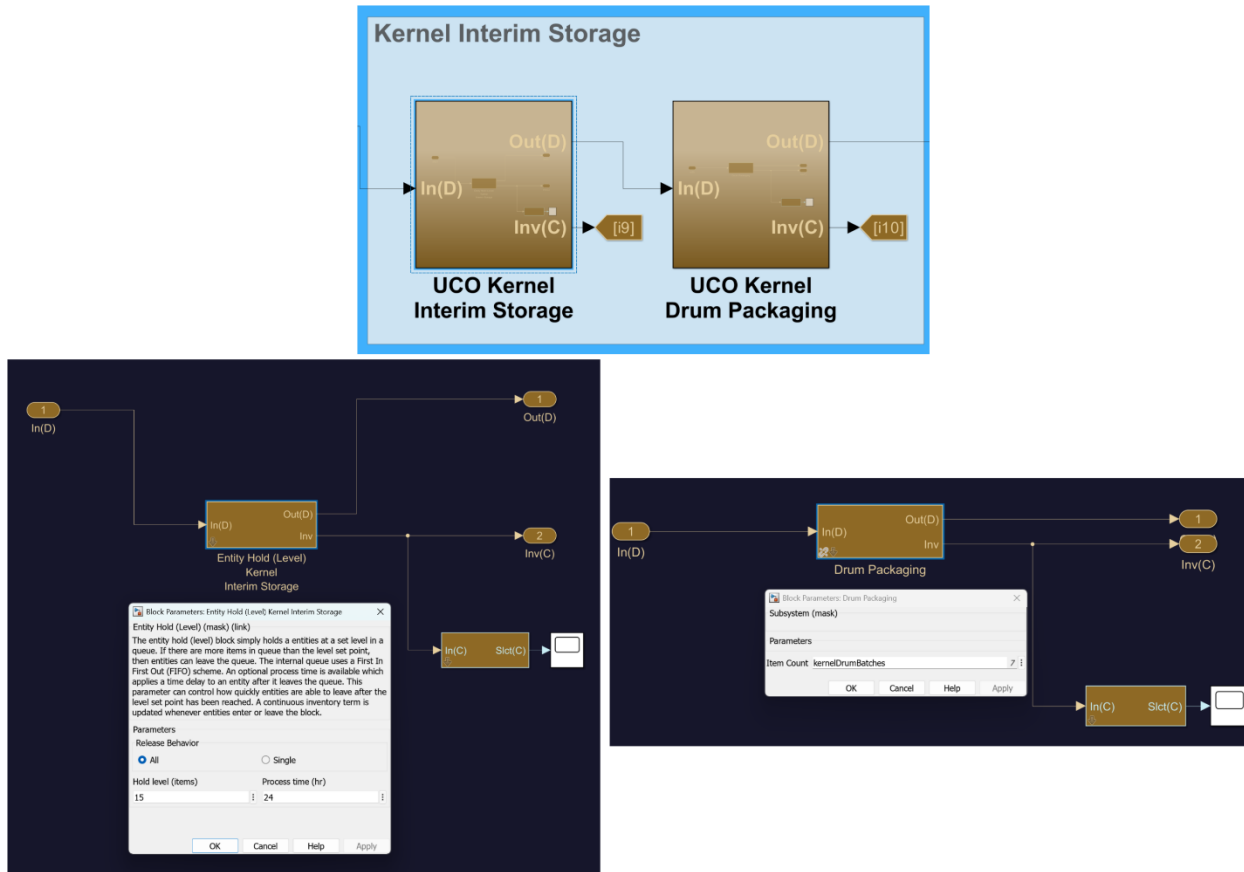 Kernel Interim Storage
Out(D)
In(D)
Inv(C)
[i9]
UCO Kernel
Interim Storage
Out(D)
In(D)
Inv(C)
[i10]
UCO Kernel
Drum Packaging
1
In(D)
1
Out(D)
In(D)
Out(D)
Inv
Entity Hold (Level)
Kernel
Interim Storage
2
Inv(C)
Block Parameters: Entity Hold (Level) Kernel Interim Storage
Entity Hold (Level) (mask) (link)
The entity hold (level) block simply holds a entities at a set level in a
queue. If there are more items in queue than the level set point,
then entities can leave the queue. The internal queue uses a First In
First Out (FIFO) scheme. An optional process time is available which
applies a time delay to an entity after it leaves the queue. This
parameter can control how quickly entities are able to leave after the
level set point has been reached. A continuous inventory term is
updated whenever entities enter or leave the block.
Parameters
Release Behavior
All Single
Hold level (items) Process time (hr)
15 24
OK Cancel Help Apply
In(C) Slct(C)
1
In(D)
In(D)
Out(D)
Inv
Drum Packaging
1
2
Inv(C)
Block Parameters: Drum Packaging
Subsystem (mask)
Parameters
Item Count kernelDrumBatches
7
OK Cancel Help Apply
In(C) Slct(C)